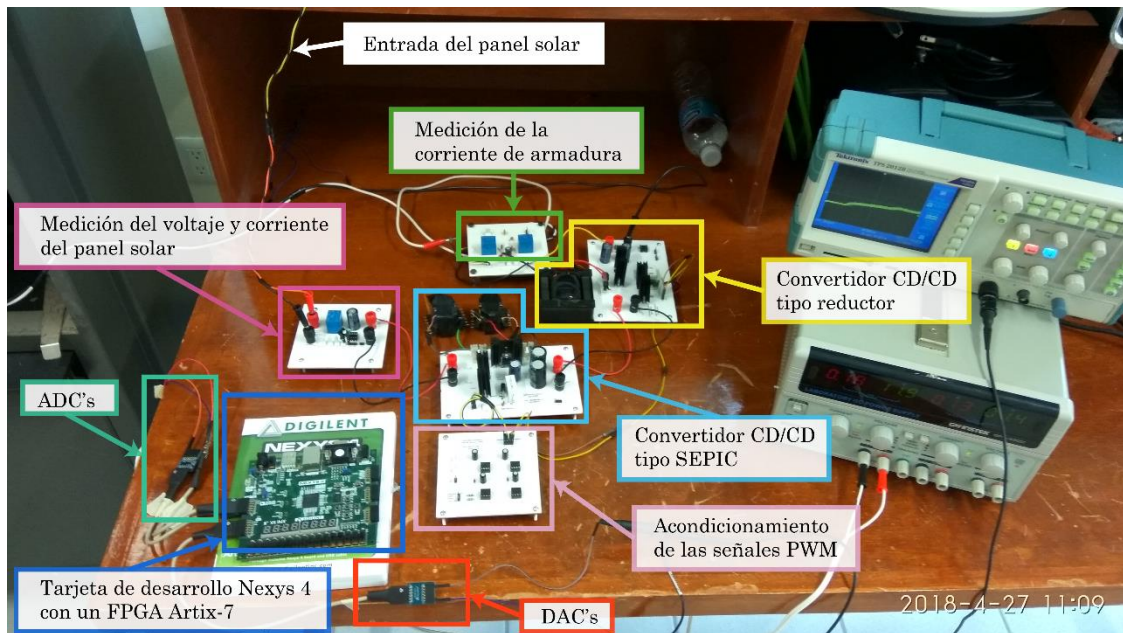 Entrada del panel solar
Medición de la
corriente de armadura
Medición del voltaje y corriente
del panel solar
Tektronix
Convertidor CD/CD
tipo reductor
ADC's
DIGILENT
NEXYS
Convertidor CD/CD
tipo SEPIC
Acondicionamiento
de las señales PWM
Tarjeta de desarrollo Nexys 4
con un FPGA Artix-7
DAC's
2018-4-27 11:09